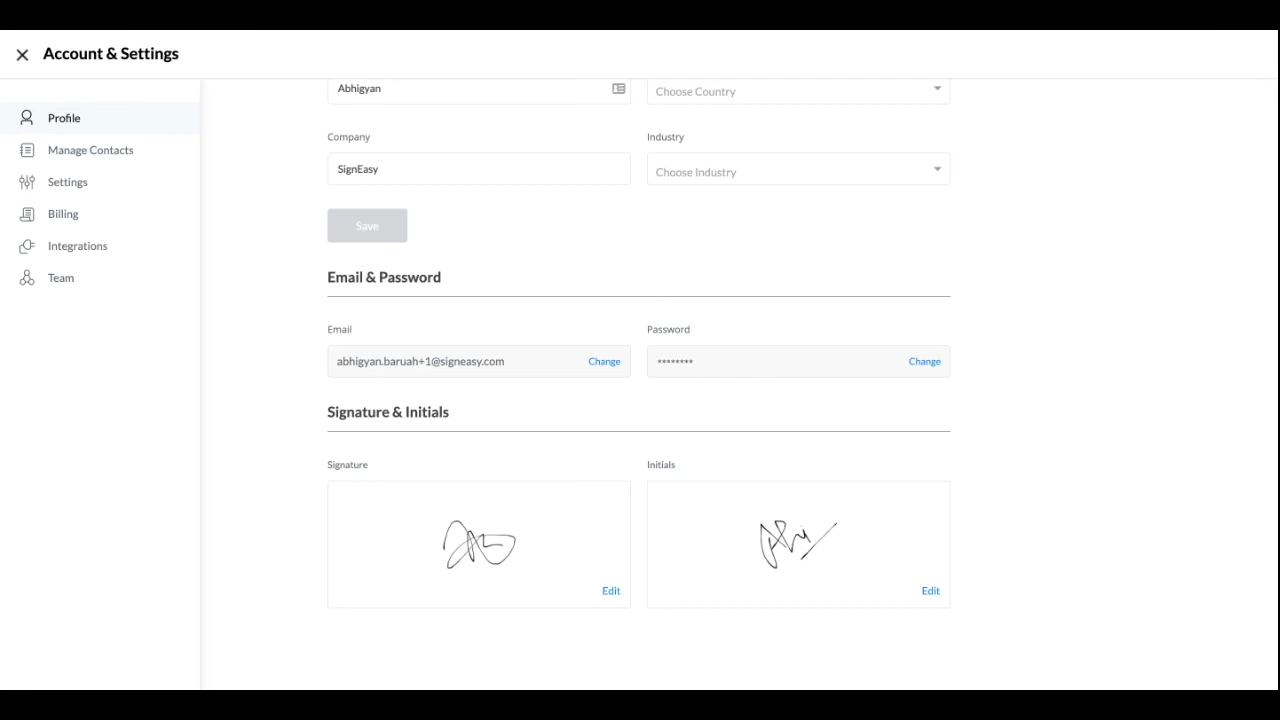 Account & Settings
Profile
Manage Contacts
Settings
Billing
Integrations
Team
Abhigyan
Choose Country
Company
Industry
SignEasy
Choose Industry
Save
Email & Password
Email
Password
abhigyan.baruah+1@signeasy.com
Change
********
Change
Signature & Initials
Signature
Initials
Edit
Edit